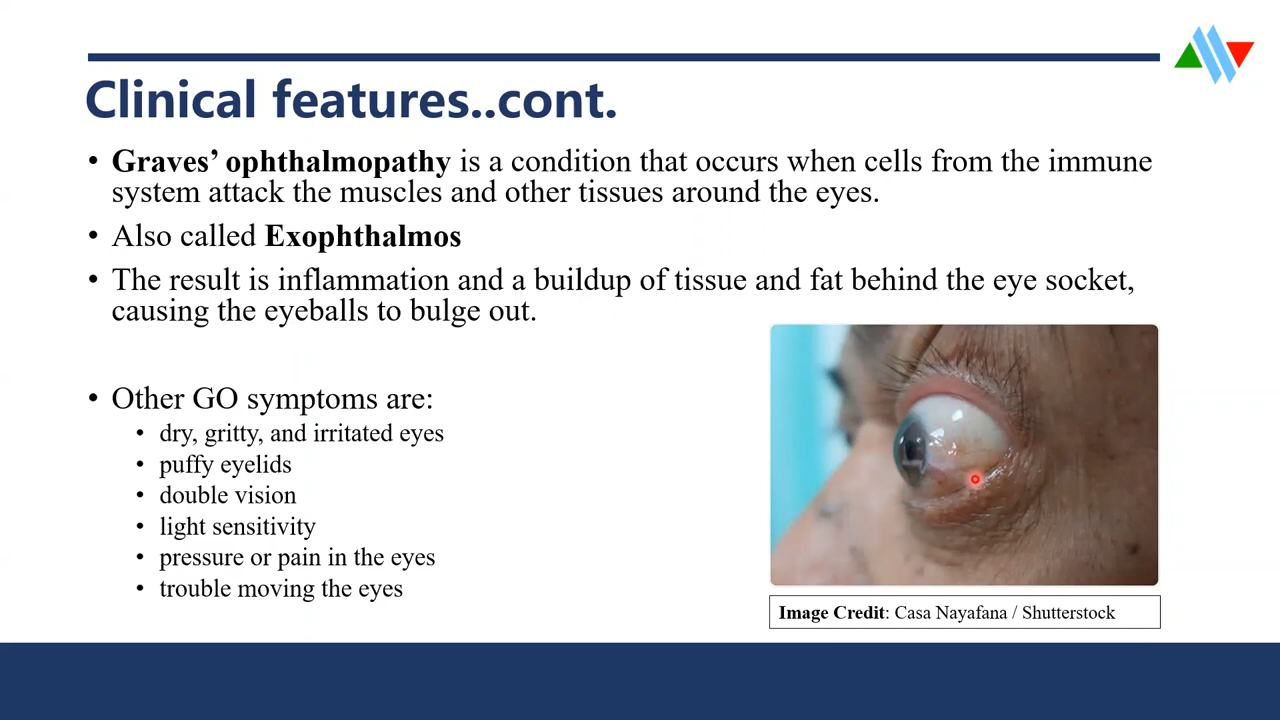 Clinical features..cont.
• Graves’ ophthalmopathy is a condition that occurs when cells from the immune
system attack the muscles and other tissues around the eyes.
• Also called Exophthalmos
• The result is inflammation and a buildup of tissue and fat behind the eye socket,
causing the eyeballs to bulge out.
• Other GO symptoms are:
• dry, gritty, and irritated eyes
• puffy eyelids
• double vision
• light sensitivity
• pressure or pain in the eyes
• trouble moving the eyes
Image Credit: Casa Nayafana / Shutterstock